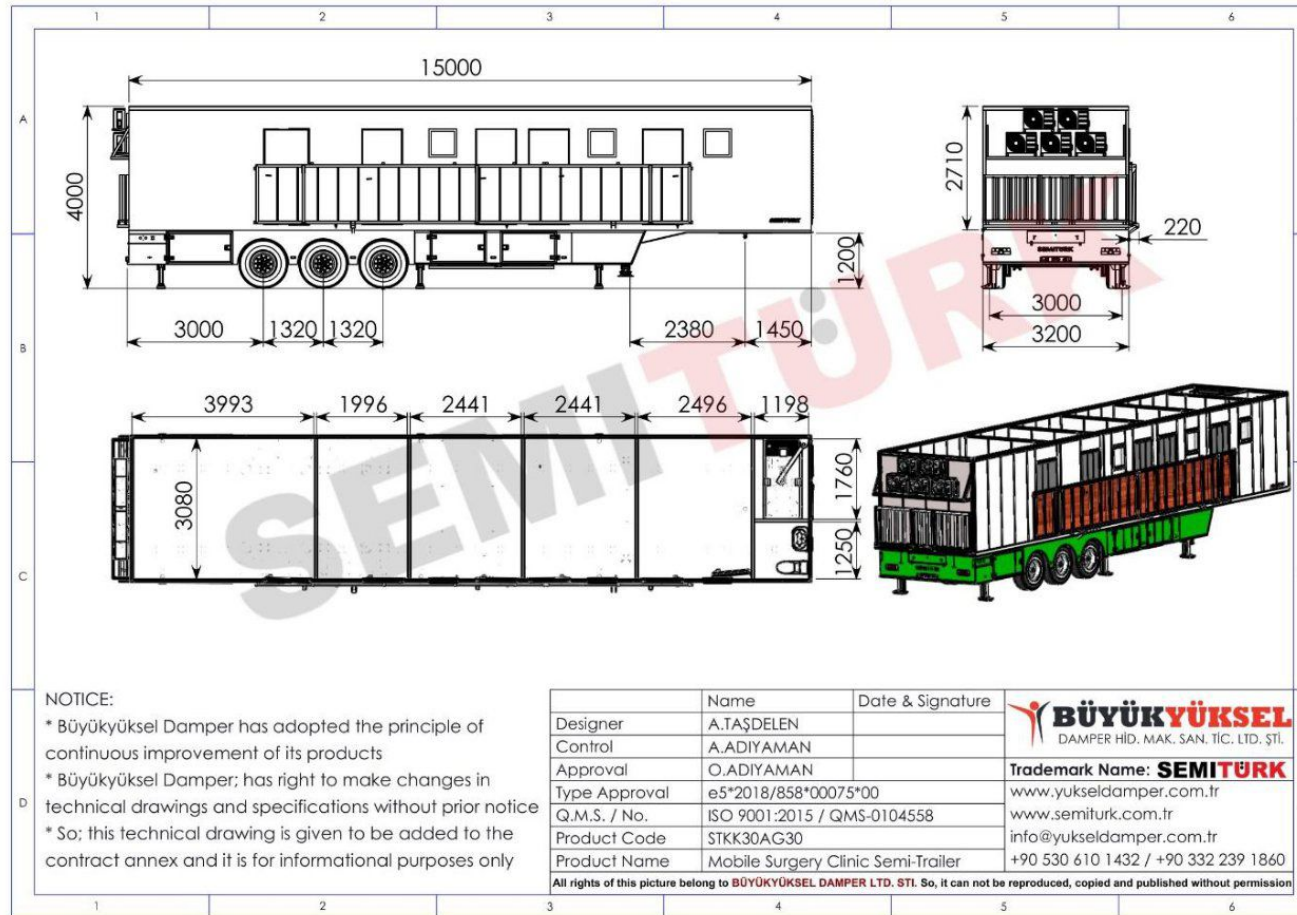 1 2 3 4 5 6
A
B
C
D
15000
4000
1200
3000 1320 1320 2380 1450
2710
220
3000
3200
3993 1996 2441 2441 2496 1198
3080
1760
1250
SEMITURK
SEMITURK
SEMITÜRK
NOTICE:
* Büyükyüksel Damper has adopted the principle of
continuous improvement of its products
* Büyükyüksel Damper; has right to make changes in
technical drawings and specifications without prior notice
* So; this technical drawing is given to be added to the
contract annex and it is for informational purposes only
Name Date & Signature
Designer A.TAŞDELEN
Control A.ADIYAMAN
Approval O.ADIYAMAN
Type Approval e5*2018/858*00075*00
Q.M.S. / No. ISO 9001:2015 / QMS-0104558
Product Code STKK30AG30
Product Name Mobile Surgery Clinic Semi-Trailer
BÜYÜKYÜKSEL
DAMPER HİD. MAK. SAN. TİC. LTD. ŞTİ.
Trademark Name: SEMITÜRK
www.yukseldamper.com.tr
www.semiturk.com.tr
info@yukseldamper.com.tr
+90 530 610 1432 / +90 332 239 1860
All rights of this picture belong to BÜYÜKYÜKSEL DAMPER LTD. STI. So, it can not be reproduced, copied and published without permission
1 2 3 4 5 6